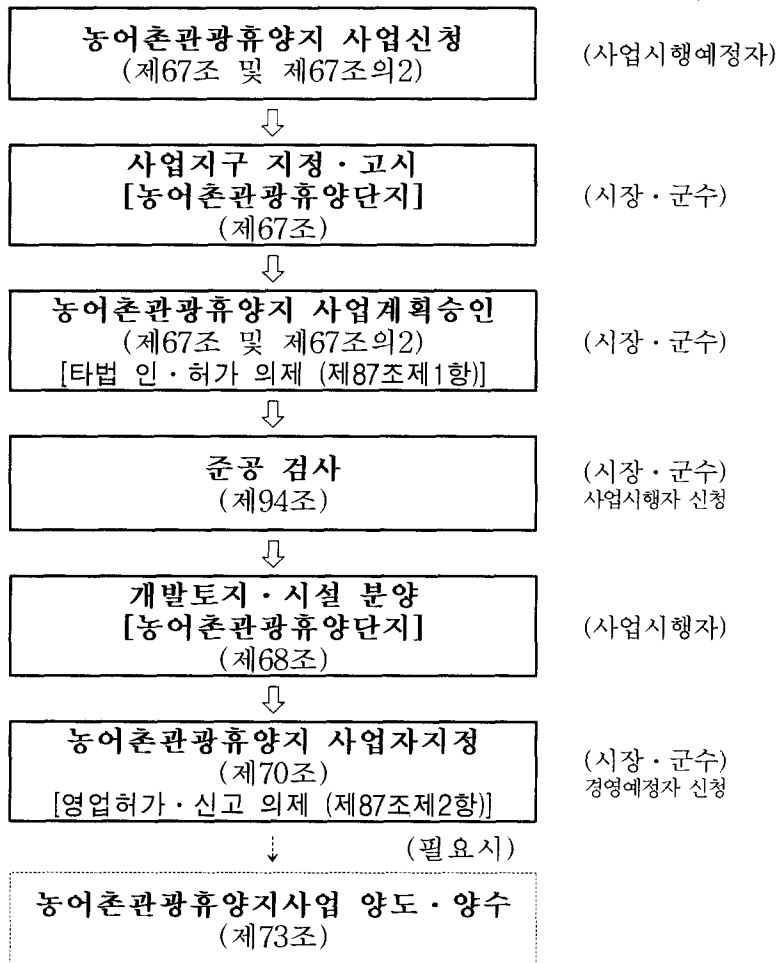 농어촌관광휴양지 사업신청
(제67조 및 제67조의2)
(사업시행예정자)
사업지구 지정·고시
[농어촌관광휴양단지]
(제67조)
(시장·군수)
농어촌관광휴양지 사업계획승인
(제67조 및 제67조의2)
[타법 인·허가 의제 (제87조제1항)]
(시장·군수)
준공 검사
(제94조)
(시장·군수)
사업시행자 신청
개발토지·시설 분양
[농어촌관광휴양단지]
(제68조)
(사업시행자)
농어촌관광휴양지 사업자지정
(제70조)
[영업허가·신고 의제 (제87조제2항)]
(시장·군수)
경영예정자 신청
(필요시)
농어촌관광휴양지사업 양도·양수
(제73조)